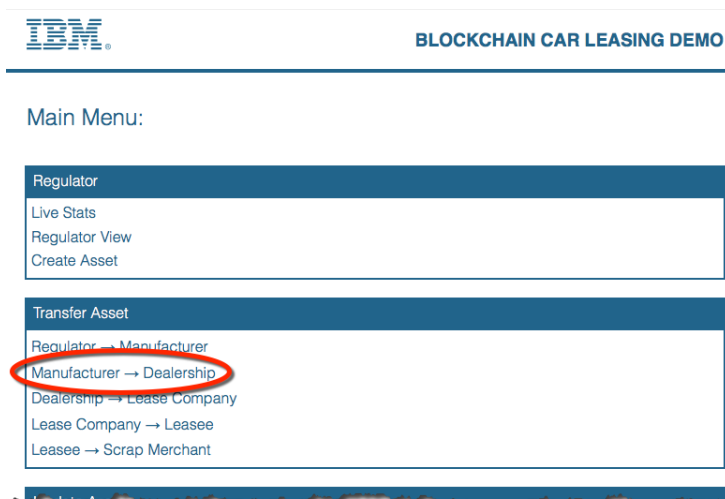 IBM®
BLOCKCHAIN CAR LEASING DEMO
Main Menu:
Regulator
Live Stats
Regulator View
Create Asset
Transfer Asset
Regulator → Manufacturer
Manufacturer → Dealership
Dealership → Lease Company
Lease Company → Leasee
Leasee → Scrap Merchant